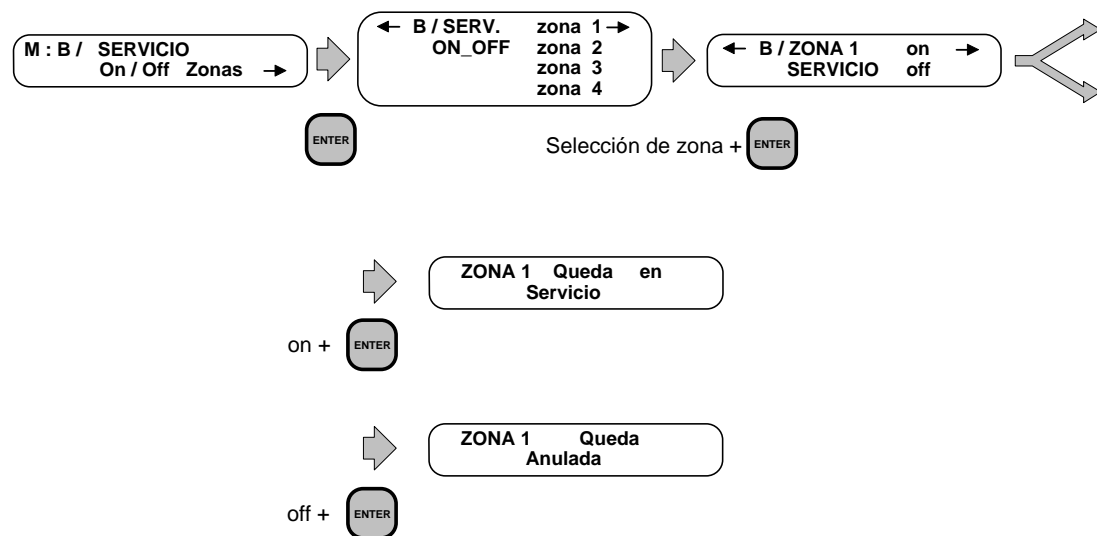 M : B / SERVICIO
On / Off Zonas →
ENTER
← B / SERV. zona 1 →
ON_OFF zona 2
zona 3
zona 4
Selección de zona + ENTER
← B / ZONA 1 on →
SERVICIO off
ZONA 1 Queda en
Servicio
on + ENTER
ZONA 1 Queda
Anulada
off + ENTER